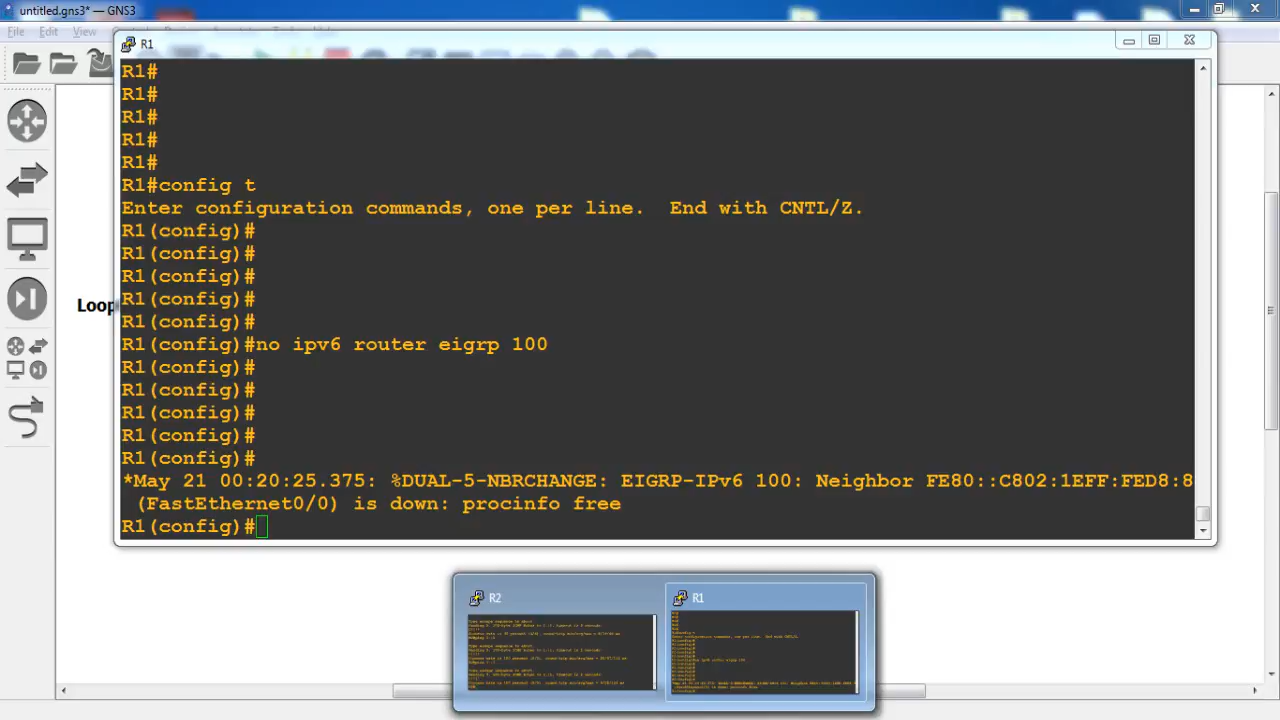 untitled.gns3* — GNS3
File Edit View
R1
R1#
R1#
R1#
R1#
R1#
R1#config t
Enter configuration commands, one per line.  End with CNTL/Z.
R1(config)#
R1(config)#
R1(config)#
R1(config)#
R1(config)#
R1(config)#no ipv6 router eigrp 100
R1(config)#
R1(config)#
R1(config)#
R1(config)#
R1(config)#
*May 21 00:20:25.375: %DUAL-5-NBRCHANGE: EIGRP-IPv6 100: Neighbor FE80::C802:1EFF:FED8:8
(FastEthernet0/0) is down: procinfo free
R1(config)#
Loop
R2
R1